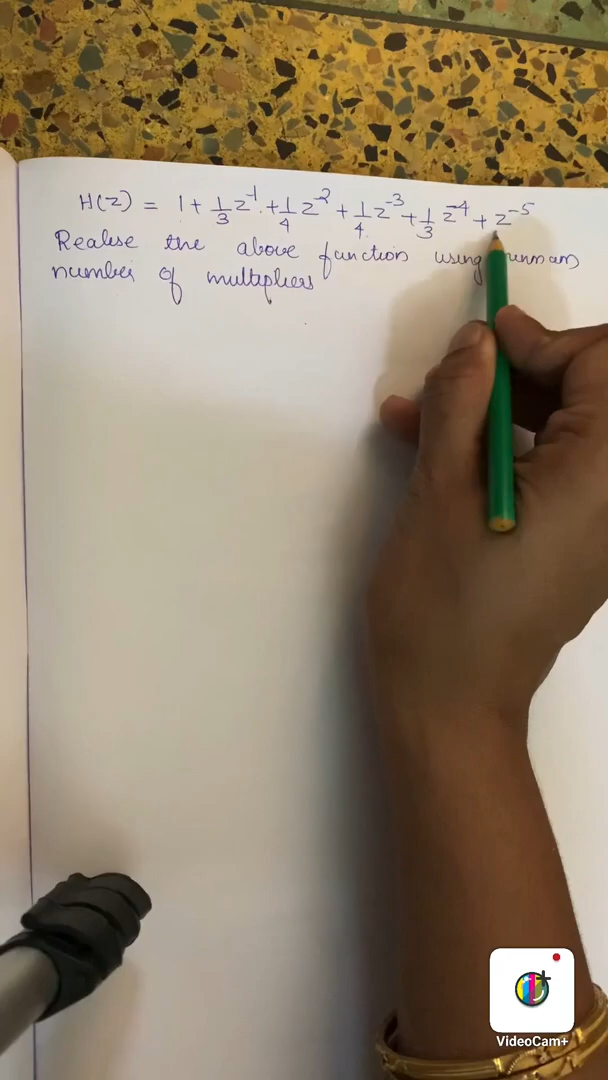 H(z) = 1 + 1/3 z^-1 + 1/4 z^-2 + 1/4 z^-3 + 1/3 z^-4 + z^-5
Realise the above function using
number of multipliers
VideoCam+